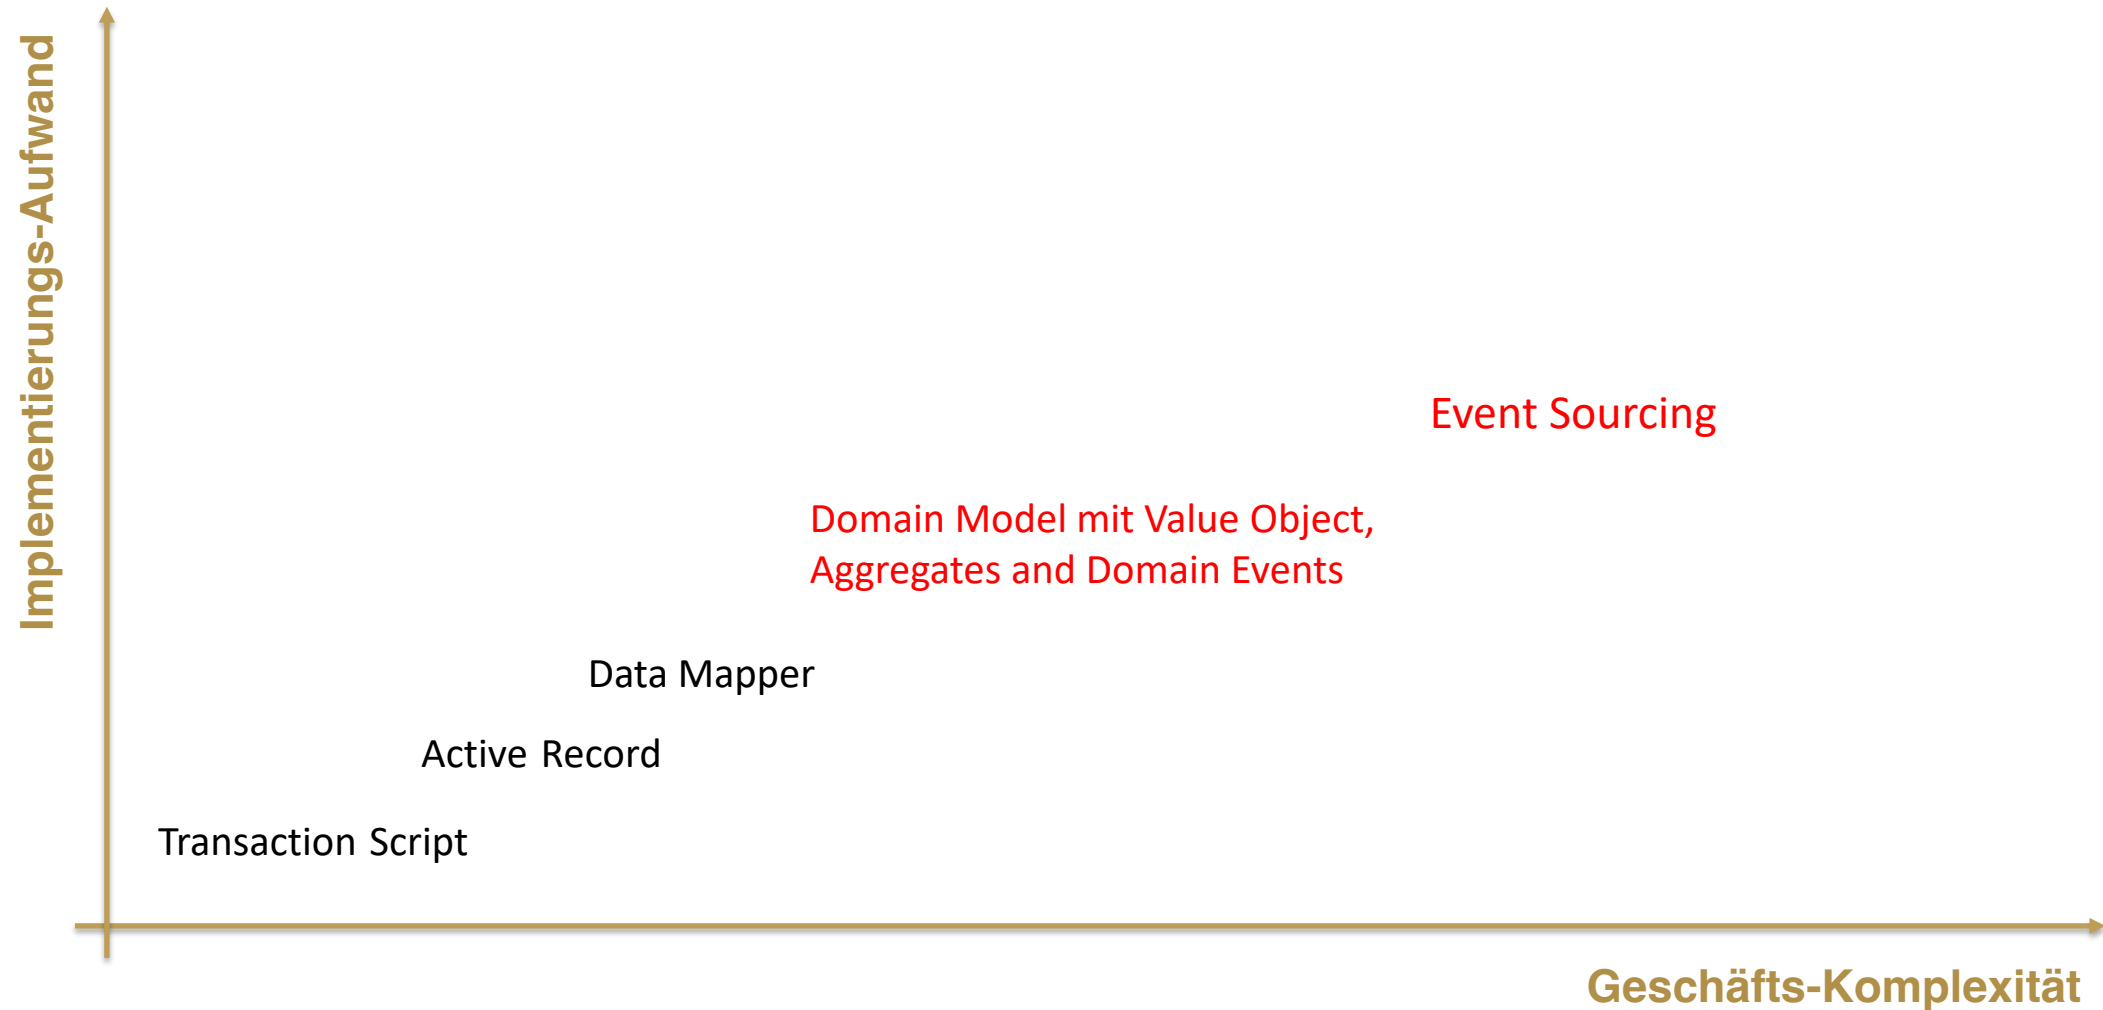 Implementierungs-Aufwand
Event Sourcing
Domain Model mit Value Object,
Aggregates and Domain Events
Data Mapper
Active Record
Transaction Script
Geschäfts-Komplexität